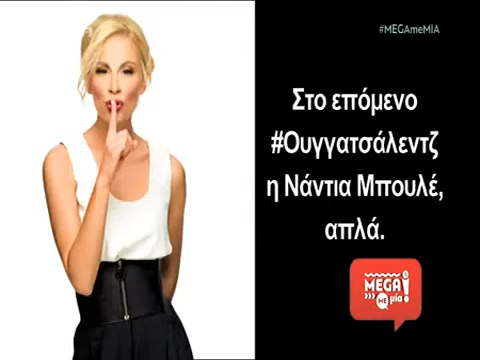 #MEGAmeMIA
Στο επόμενο
#Ουγγατσάλεντζ
η Νάντια Μπουλέ,
απλά.
MEGA!
ΜΕ μία